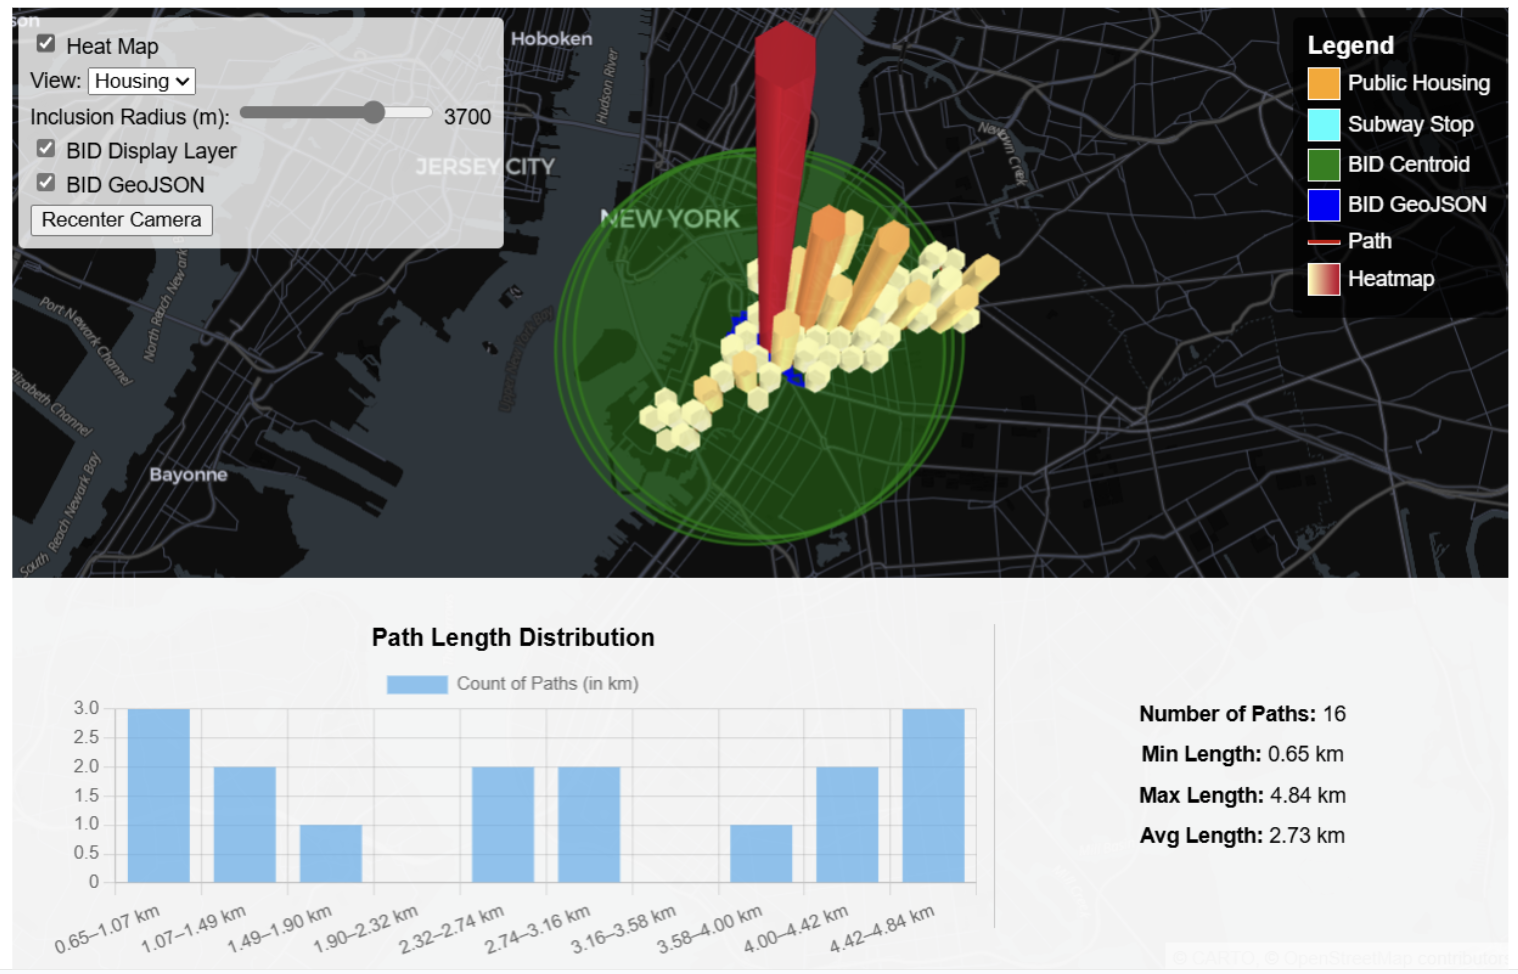 son
Heat Map
View: Housing
Inclusion Radius (m): 3700
BID Display Layer
BID GeoJSON
Recenter Camera
Hoboken
Hudson River
JERSEY CITY
NEW YORK
Newtown Creek
Port Newark Channel
North Reach Newark
Elizabeth Channel
South Reach Newark Bay
Upper New York Bay
Bayonne
Legend
Public Housing
Subway Stop
BID Centroid
BID GeoJSON
Path
Heatmap
Path Length Distribution
Count of Paths (in km)
3.0
2.5
2.0
1.5
1.0
0.5
0
0.65–1.07 km
1.07–1.49 km
1.49–1.90 km
1.90–2.32 km
2.32–2.74 km
2.74–3.16 km
3.16–3.58 km
3.58–4.00 km
4.00–4.42 km
4.42–4.84 km
Number of Paths: 16
Min Length: 0.65 km
Max Length: 4.84 km
Avg Length: 2.73 km
© CARTO, © OpenStreetMap contributors